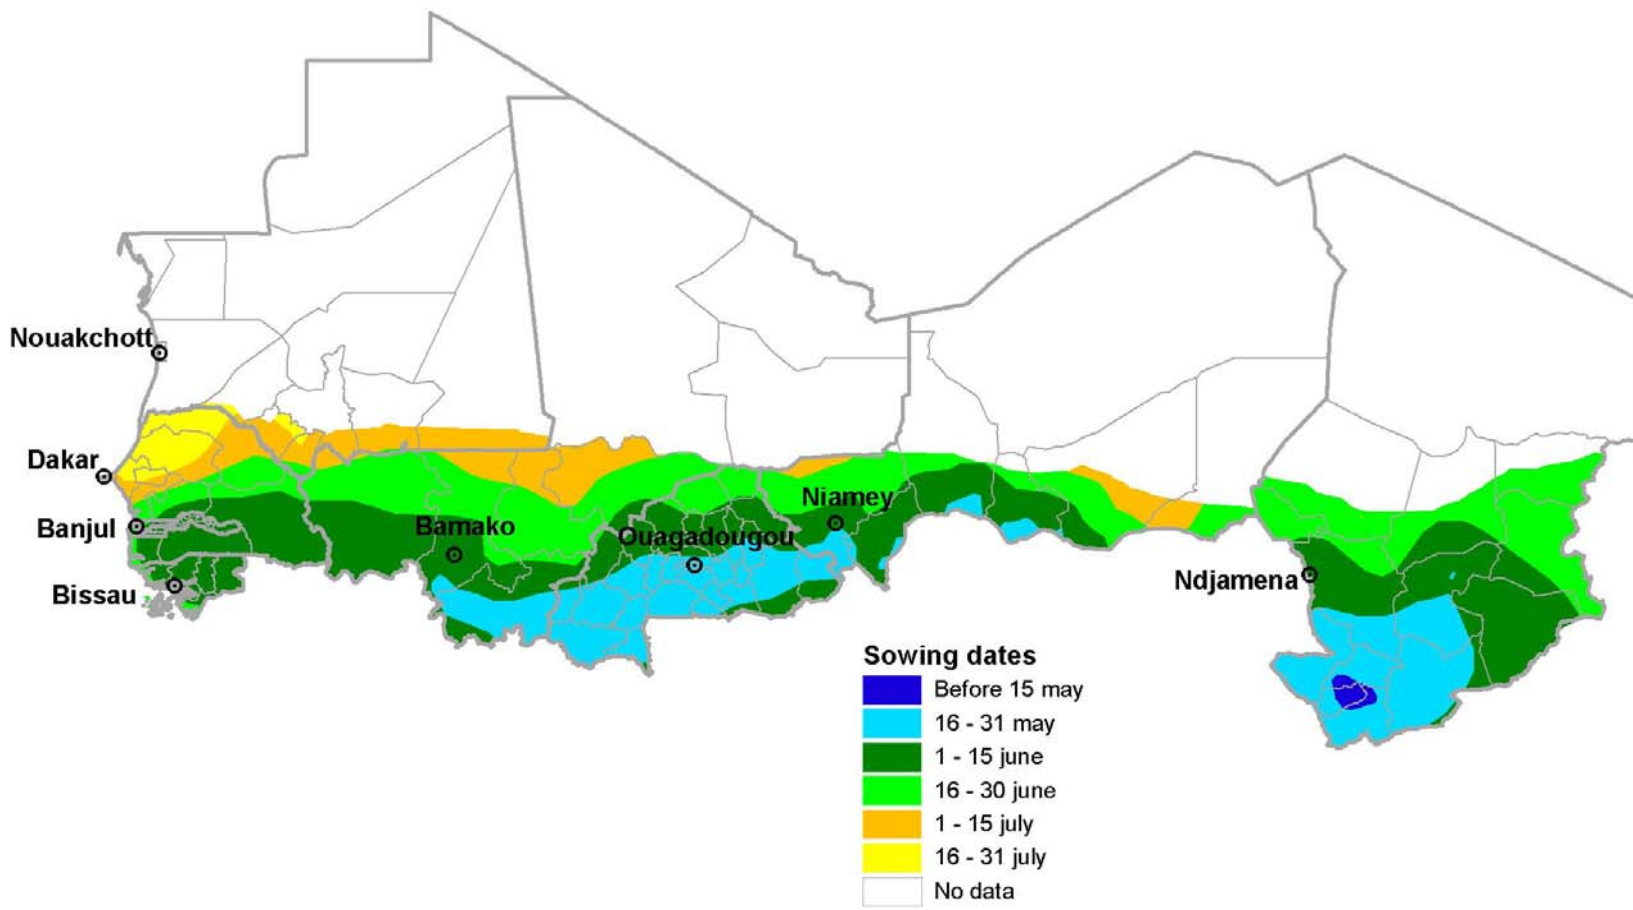 Nouakchott
Dakar
Niamey
Banjul
Bamako
Ouagadougou
Ndjamena
Bissau
Sowing dates
Before 15 may
16 - 31 may
1 - 15 june
16 - 30 june
1 - 15 july
16 - 31 july
No data